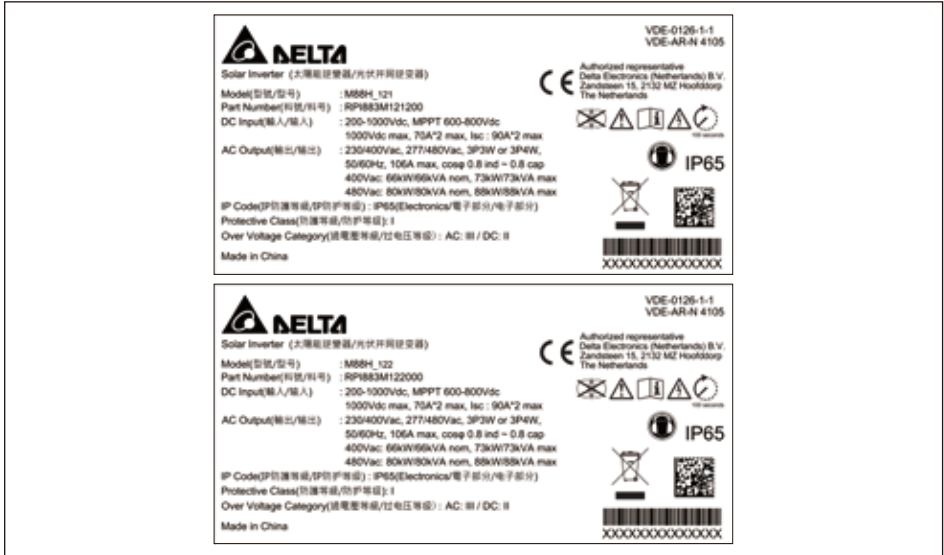 DELTA
VDE-0126-1-1
VDE-AR-N 4105
Solar Inverter (太陽能逆變器/光伏并网逆变器)
Authorized representative
Delta Electronics (Netherlands) B.V.
Zandsteen 15, 2132 MZ Hoofddorp
The Netherlands
CE
Model(型號/型号) : M88H_121
Part Number(料號/料号) : RPI883M121200
DC Input(輸入/输入) : 200-1000Vdc, MPPT 600-800Vdc
1000Vdc max, 70A*2 max, Isc : 90A*2 max
100 seconds
AC Output(輸出/输出) : 230/400Vac, 277/480Vac, 3P3W or 3P4W,
50/60Hz, 106A max, cosφ 0.8 ind ~ 0.8 cap
400Vac: 66kW/66kVA nom, 73kW/73kVA max
480Vac: 80kW/80kVA nom, 88kW/88kVA max
IP65
IP Code(IP防護等級/IP防护等级) : IP65(Electronics/電子部分/电子部分)
Protective Class(防護等級/防护等级): I
Over Voltage Category(過電壓等級/过电压等级) : AC: III / DC: II
Made in China
XXXXXXXXXXXXXX
DELTA
VDE-0126-1-1
VDE-AR-N 4105
Solar Inverter (太陽能逆變器/光伏并网逆变器)
Authorized representative
Delta Electronics (Netherlands) B.V.
Zandsteen 15, 2132 MZ Hoofddorp
The Netherlands
CE
Model(型號/型号) : M88H_122
Part Number(料號/料号) : RPI883M122000
DC Input(輸入/输入) : 200-1000Vdc, MPPT 600-800Vdc
1000Vdc max, 70A*2 max, Isc : 90A*2 max
100 seconds
AC Output(輸出/输出) : 230/400Vac, 277/480Vac, 3P3W or 3P4W,
50/60Hz, 106A max, cosφ 0.8 ind ~ 0.8 cap
400Vac: 66kW/66kVA nom, 73kW/73kVA max
480Vac: 80kW/80kVA nom, 88kW/88kVA max
IP65
IP Code(IP防護等級/IP防护等级) : IP65(Electronics/電子部分/电子部分)
Protective Class(防護等級/防护等级): I
Over Voltage Category(過電壓等級/过电压等级) : AC: III / DC: II
Made in China
XXXXXXXXXXXXXX